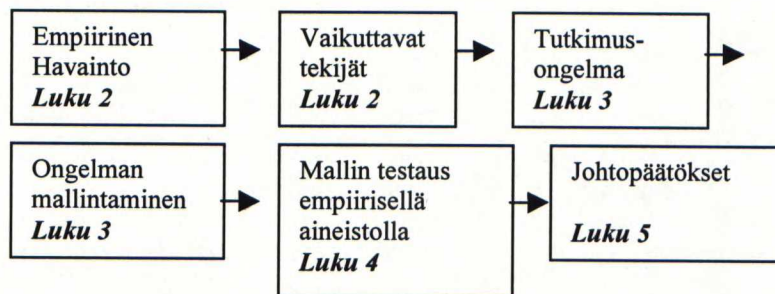 Empiirinen
Havainto
Luku 2
Vaikuttavat
tekijät
Luku 2
Tutkimus-
ongelma
Luku 3
Ongelman
mallintaminen
Luku 3
Mallin testaus
empiirisellä
aineistolla
Luku 4
Johtopäätökset
Luku 5